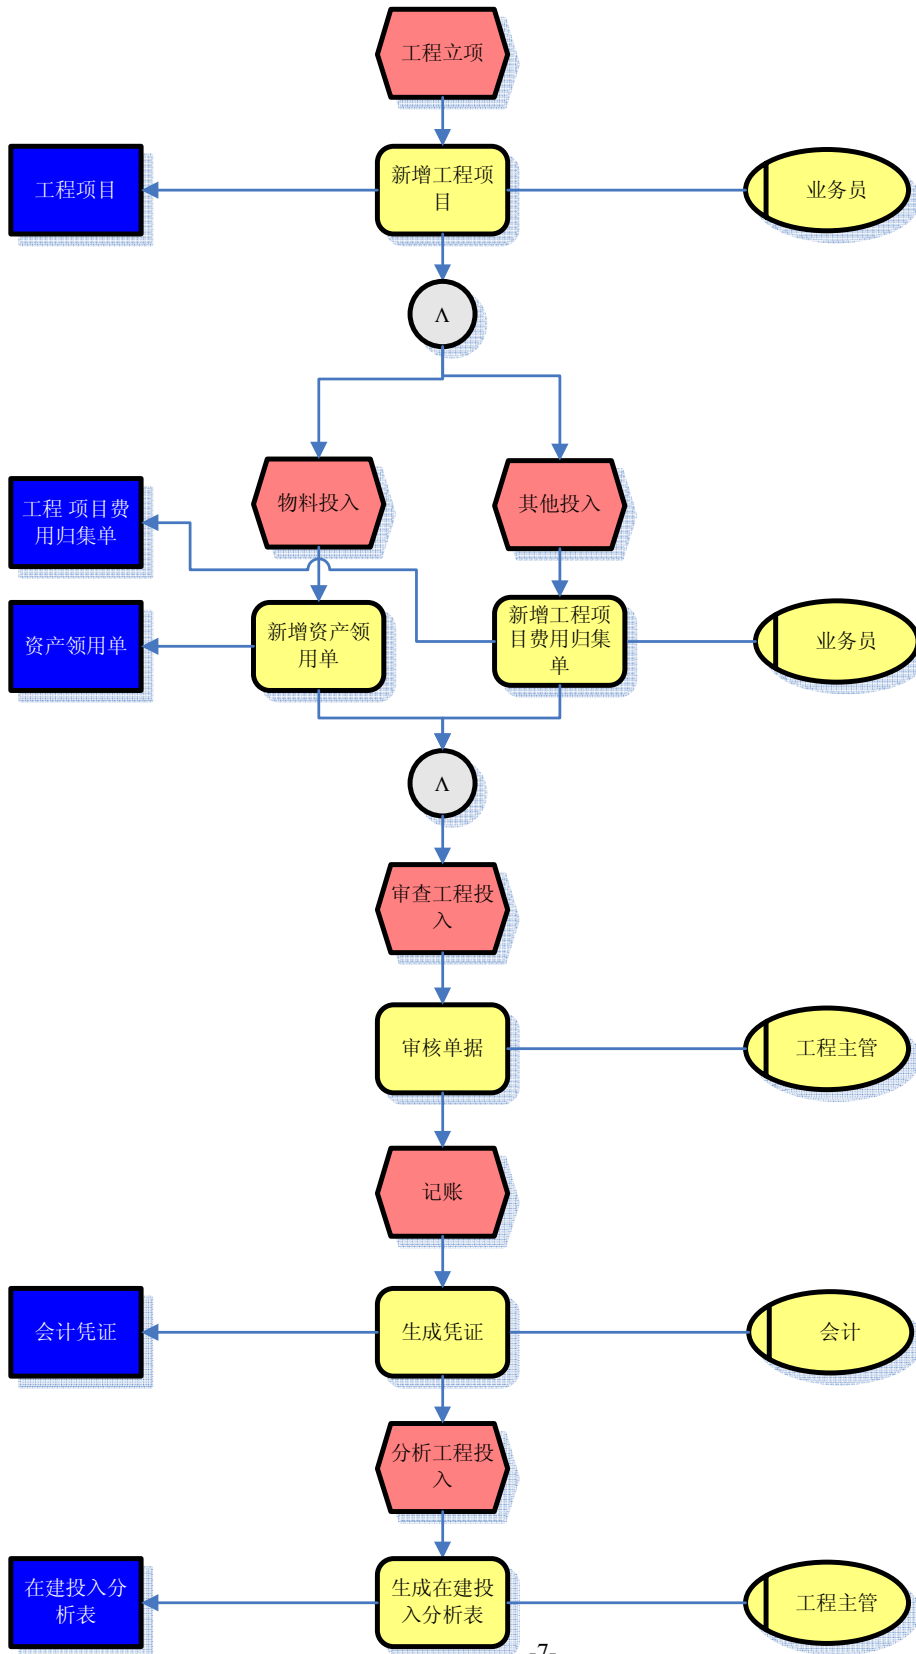 工程立项
工程项目
新增工程项
目
业务员
Λ
物料投入
其他投入
工程 项目费
用归集单
资产领用单
新增资产领
用单
新增工程项
目费用归集
单
业务员
Λ
审查工程投
入
审核单据
工程主管
记账
会计凭证
生成凭证
会计
分析工程投
入
在建投入分
析表
生成在建投
入分析表
工程主管
-7-